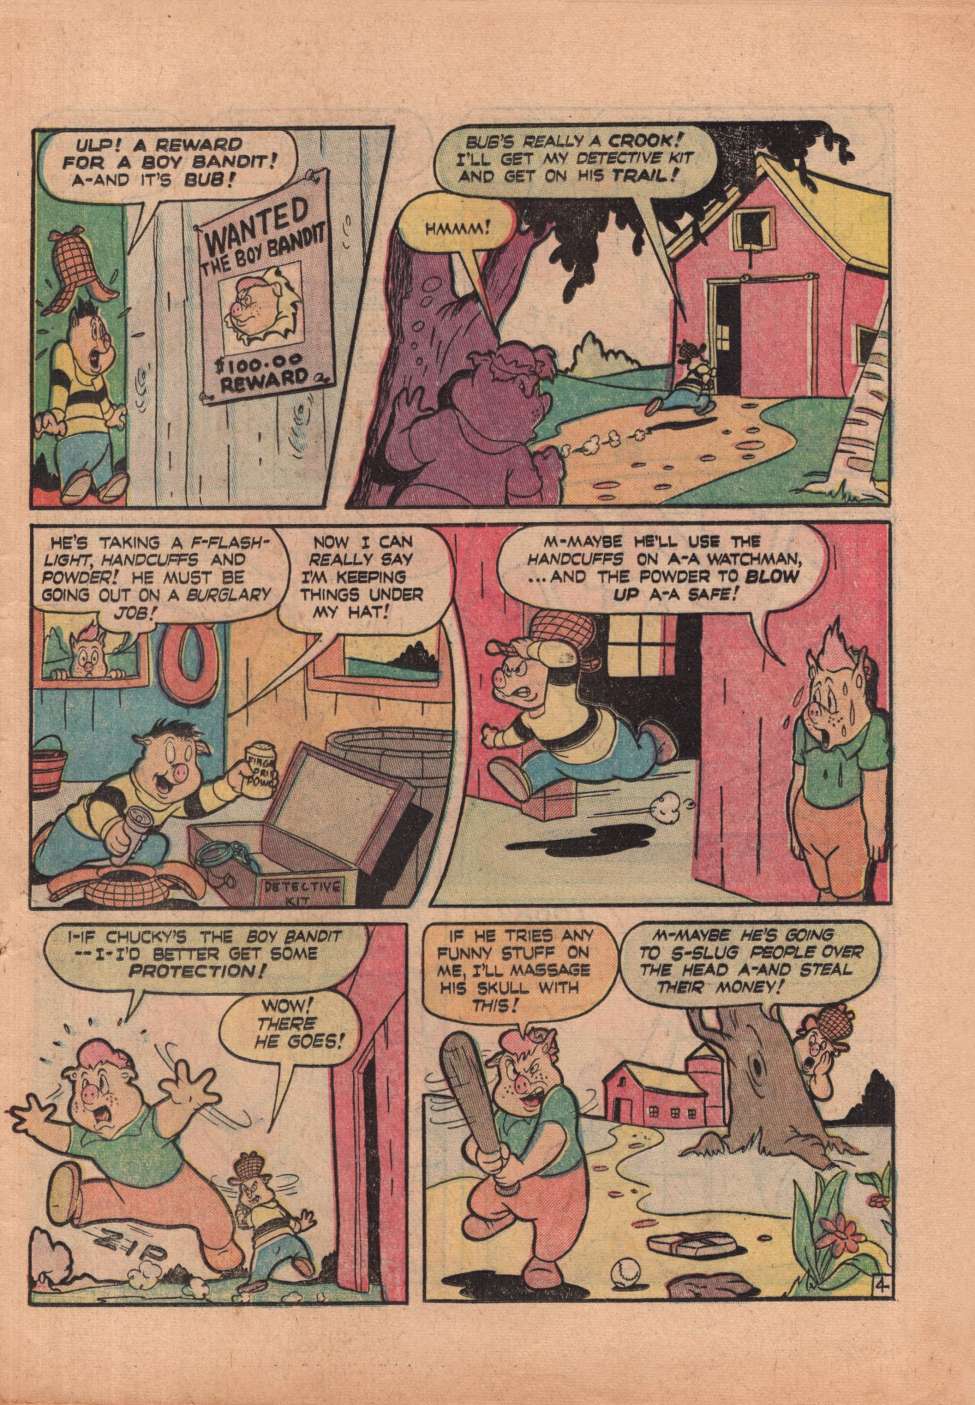 ULP! A REWARD
FOR A BOY BANDIT!
A-AND IT'S BUB!
WANTED
THE BOY BANDIT
$100.00
REWARD
BUB'S REALLY A CROOK!
I'LL GET MY DETECTIVE KIT
AND GET ON HIS TRAIL!
HMMM!
HE'S TAKING A F-FLASH-
LIGHT, HANDCUFFS AND
POWDER! HE MUST BE
GOING OUT ON A BURGLARY
JOB!
NOW I CAN
REALLY SAY
I'M KEEPING
THINGS UNDER
MY HAT!
DETECTIVE
KIT
M-MAYBE HE'LL USE THE
HANDCUFFS ON A-A WATCHMAN,
...AND THE POWDER TO BLOW
UP A-A SAFE!
I-IF CHUCKY'S THE BOY BANDIT
--I-I'D BETTER GET SOME
PROTECTION!
WOW!
THERE
HE GOES!
ZIP
IF HE TRIES ANY
FUNNY STUFF ON
ME, I'LL MASSAGE
HIS SKULL WITH
THIS!
M-MAYBE HE'S GOING
TO S-SLUG PEOPLE OVER
THE HEAD A-AND STEAL
THEIR MONEY!
4